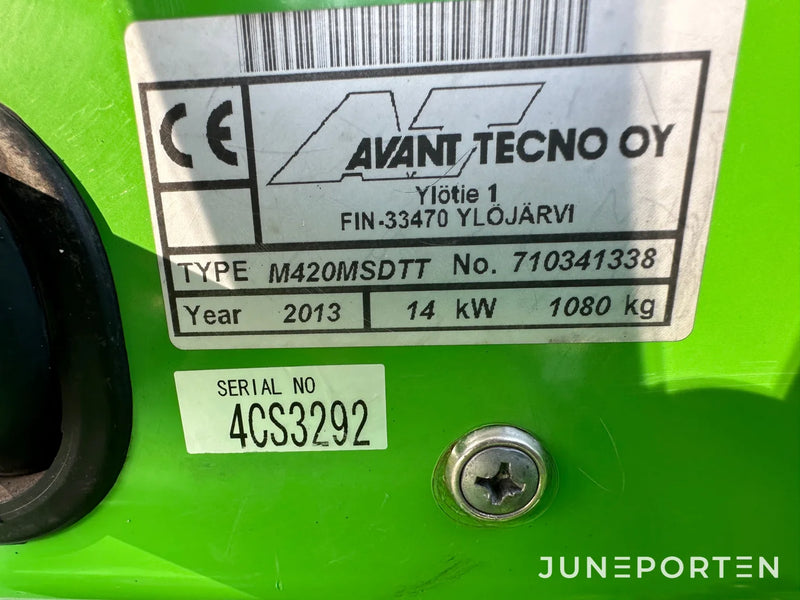 CE
AT
AVANT TECNO OY
Ylötie 1
FIN-33470 YLÖJÄRVI
TYPE M420MSDTT No. 710341338
Year 2013 14 kW 1080 kg
SERIAL NO
4CS3292
JUNEPORTEN